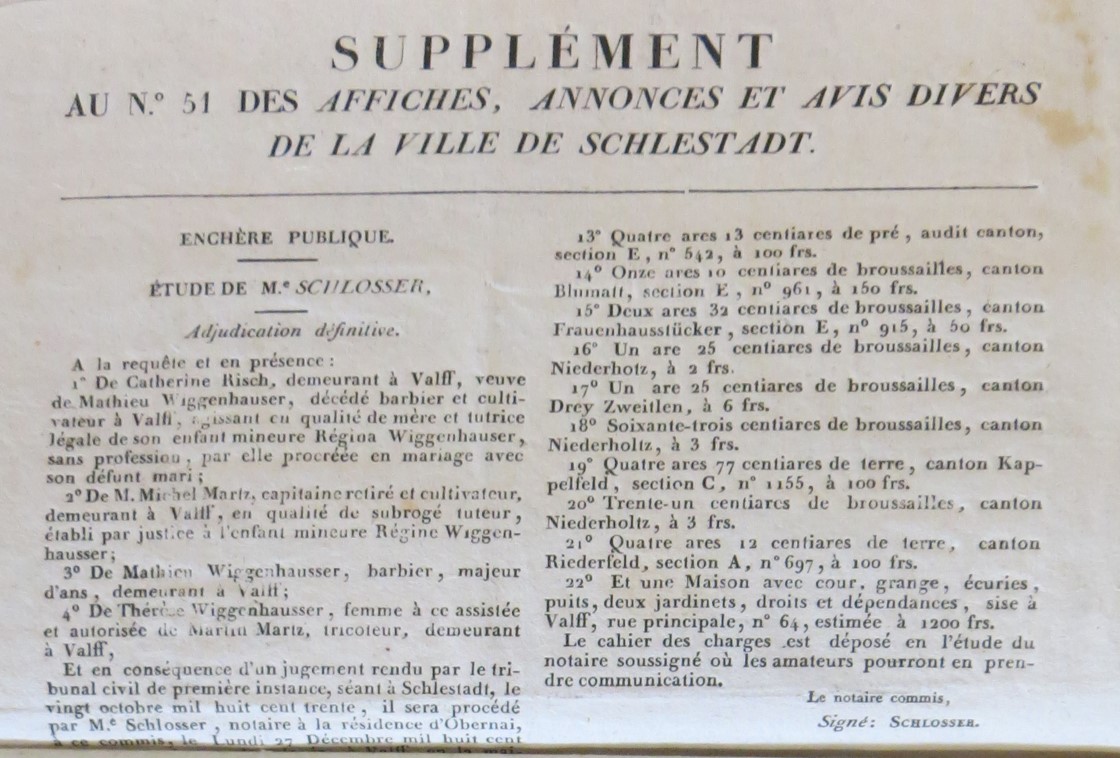 SUPPLÉMENT
AU N.° 51 DES AFFICHES, ANNONCES ET AVIS DIVERS
DE LA VILLE DE SCHLESTADT.
ENCHÈRE PUBLIQUE.
ÉTUDE DE M.e SCHLOSSER,
Adjudication définitive.
A la requête et en présence :
1° De Catherine Risch, demeurant à Valff, veuve
de Mathieu Wiggenhauser, décédé barbier et culti-
vateur à Valff, agissant en qualité de mère et tutrice
légale de son enfant mineure Régina Wiggenhauser,
sans profession, par elle procréée en mariage avec
son défunt mari ;
2° De M. Michel Martz, capitaine retiré et cultivateur,
demeurant à Valff, en qualité de subrogé tuteur,
établi par justice à l'enfant mineure Régine Wiggen-
hausser;
3° De Mathieu Wiggenhausser, barbier, majeur
d'ans, demeurant à Valff;
4° De Thérèse Wiggenhausser, femme à ce assistée
et autorisée de Martin Martz, tricoteur, demeurant
à Valff,
Et en conséquence d'un jugement rendu par le tri-
bunal civil de première instance, séant à Schlestadt, le
vingt octobre mil huit cent trente, il sera procédé
par M.e Schlosser, notaire à la résidence d'Obernai,
à ce commis, le Lundi 27 Décembre mil huit cent
13° Quatre ares 13 centiares de pré, audit canton,
section E, n° 542, à 100 frs.
14° Onze ares 10 centiares de broussailles, canton
Blumatt, section E, n° 961, à 150 frs.
15° Deux ares 32 centiares de broussailles, canton
Frauenhausstücker, section E, n° 915, à 50 frs.
16° Un are 25 centiares de broussailles, canton
Niederhotz, à 2 frs.
17° Un are 25 centiares de broussailles, canton
Drey Zweitlen, à 6 frs.
18° Soixante-trois centiares de broussailles, canton
Niederholtz, à 3 frs.
19° Quatre ares 77 centiares de terre, canton Kap-
pelfeld, section C, n° 1155, à 100 frs.
20° Trente-un centiares de broussailles, canton
Niederholtz, à 3 frs.
21° Quatre ares 12 centiares de terre, canton
Riederfeld, section A, n° 697, à 100 frs.
22° Et une Maison avec cour, grange, écuries,
puits, deux jardinets, droits et dépendances, sise à
Valff, rue principale, n° 64, estimée à 1200 frs.
Le cahier des charges est déposé en l'étude du
notaire soussigné où les amateurs pourront en pren-
dre communication.
Le notaire commis,
Signé: SCHLOSSER.